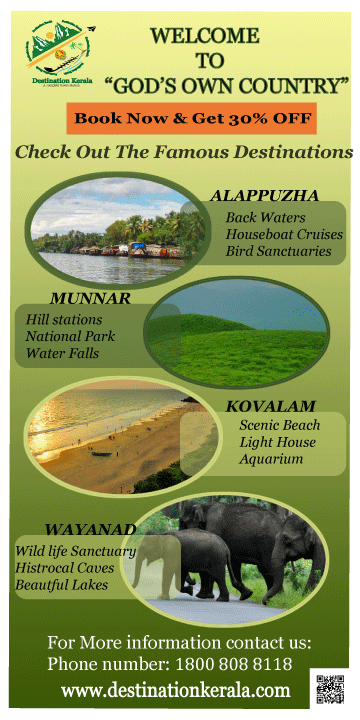 Destination Kerala
WELCOME
TO
“GOD’S OWN COUNTRY”
Book Now & Get 30% OFF
Check Out The Famous Destinations
ALAPPUZHA
Back Waters
Houseboat Cruises
Bird Sanctuaries
MUNNAR
Hill stations
National Park
Water Falls
KOVALAM
Scenic Beach
Light House
Aquarium
WAYANAD
Wild life Sanctuary
Histrocal Caves
Beautful Lakes
For More information contact us:
Phone number: 1800 808 8118
www.destinationkerala.com